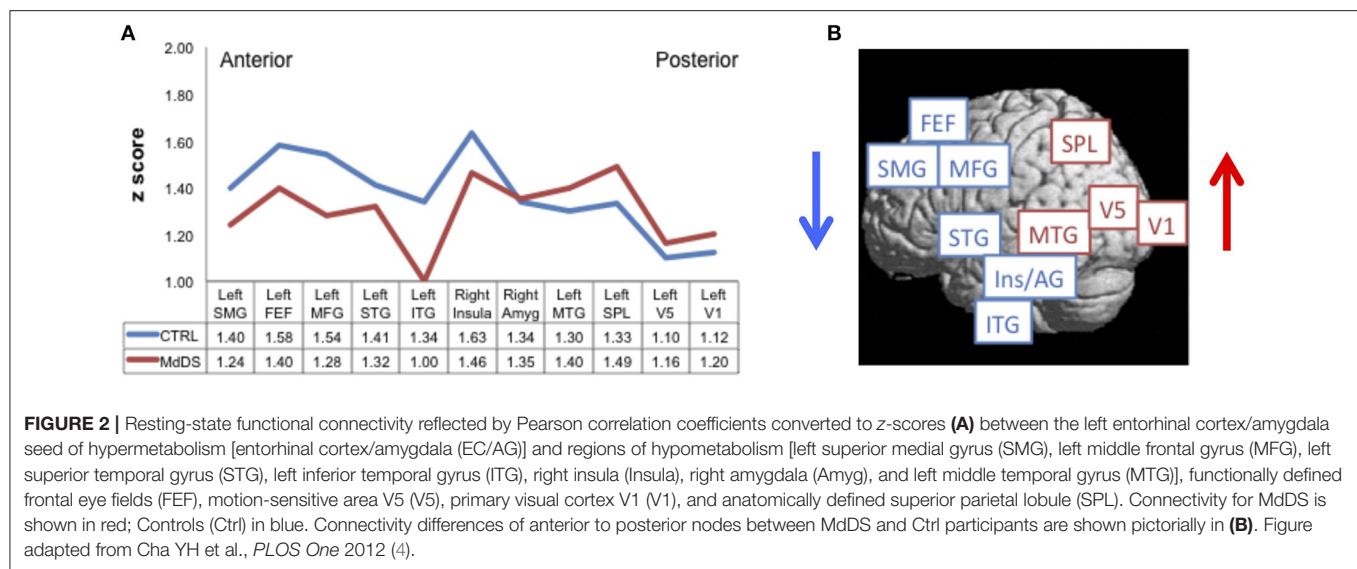 A
2.00
Anterior
Posterior
1.80
1.60
1.40
1.20
1.00
z score
Left SMG Left FEF Left MFG Left STG Left ITG Right Insula Right Amyg Left MTG Left SPL Left V5 Left V1
CTRL 1.40 1.58 1.54 1.41 1.34 1.63 1.34 1.30 1.33 1.10 1.12
MdDS 1.24 1.40 1.28 1.32 1.00 1.46 1.35 1.40 1.49 1.16 1.20
B
FEF
SPL
SMG MFG
V5
V1
STG
MTG
Ins/AG
ITG
FIGURE 2 | Resting-state functional connectivity reflected by Pearson correlation coefficients converted to z-scores (A) between the left entorhinal cortex/amygdala
seed of hypermetabolism [entorhinal cortex/amygdala (EC/AG)] and regions of hypometabolism [left superior medial gyrus (SMG), left middle frontal gyrus (MFG), left
superior temporal gyrus (STG), left inferior temporal gyrus (ITG), right insula (Insula), right amygdala (Amyg), and left middle temporal gyrus (MTG)], functionally defined
frontal eye fields (FEF), motion-sensitive area V5 (V5), primary visual cortex V1 (V1), and anatomically defined superior parietal lobule (SPL). Connectivity for MdDS is
shown in red; Controls (Ctrl) in blue. Connectivity differences of anterior to posterior nodes between MdDS and Ctrl participants are shown pictorially in (B). Figure
adapted from Cha YH et al., PLOS One 2012 (4).